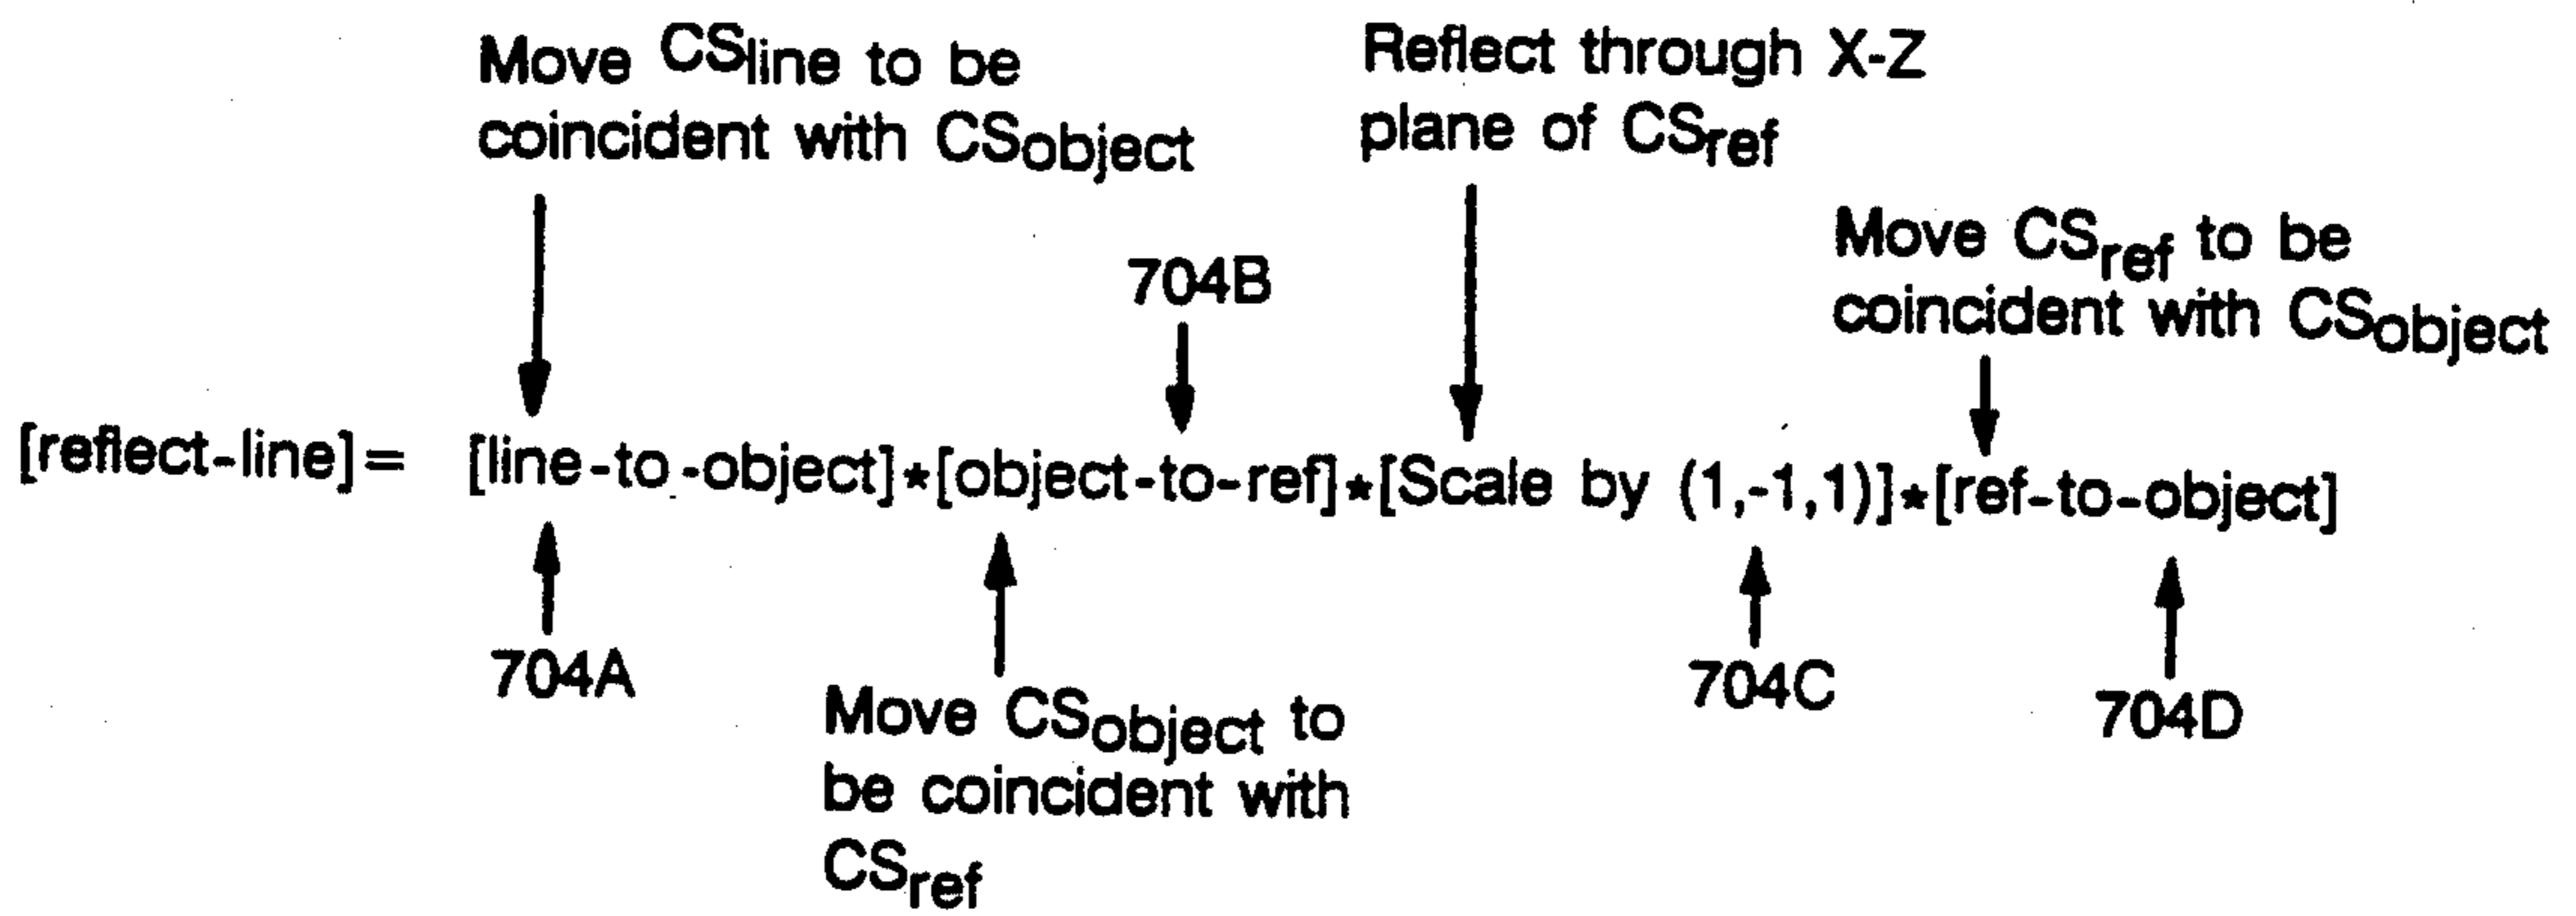 Move CSline to be
coincident with CSobject
Reflect through X-Z
plane of CSref
Move CSref to be
coincident with CSobject
704B
[reflect-line]= [line-to-object]*[object-to-ref]*[Scale by (1,-1,1)]*[ref-to-object]
704A
Move CSobject to
be coincident with
CSref
704C
704D